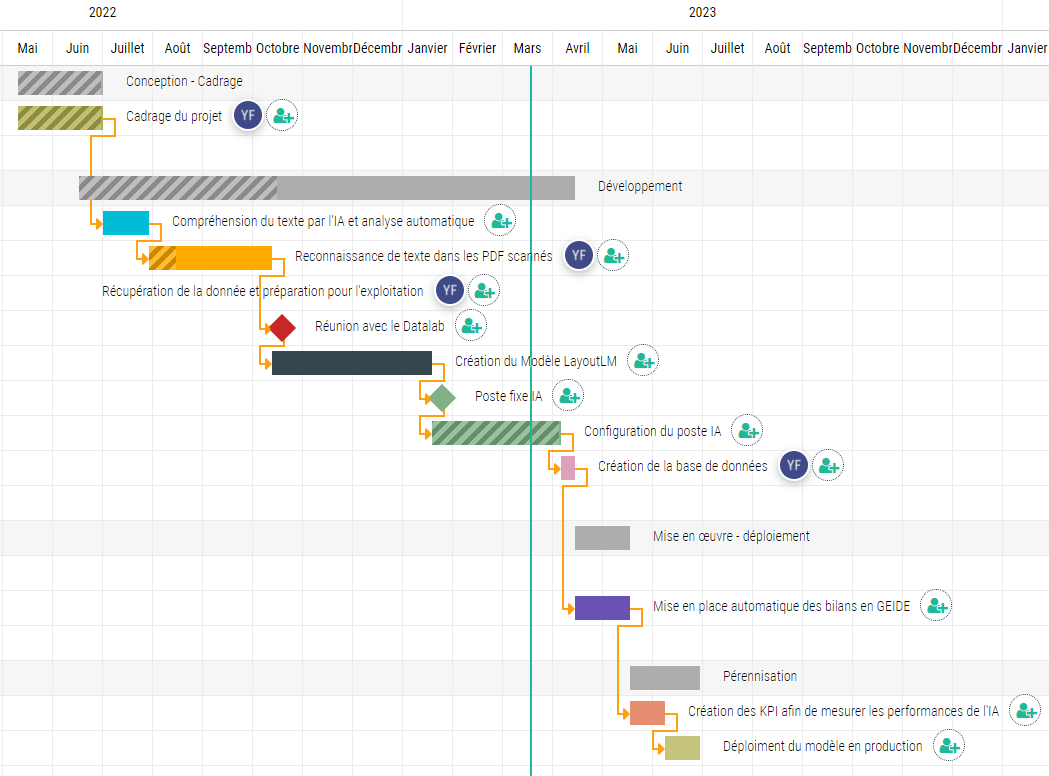 2022 2023
Mai Juin Juillet Août Septemb Octobre Novembr Décembr Janvier Février Mars Avril Mai Juin Juillet Août Septemb Octobre Novembr Décembr Janvier
Conception - Cadrage
Cadrage du projet YF
Développement
Compréhension du texte par l'IA et analyse automatique
Reconnaissance de texte dans les PDF scannés YF
Récupération de la donnée et préparation pour l'exploitation YF
Réunion avec le Datalab
Création du Modèle LayoutLM
Poste fixe IA
Configuration du poste IA
Création de la base de données YF
Mise en œuvre - déploiement
Mise en place automatique des bilans en GEIDE
Pérennisation
Création des KPI afin de mesurer les performances de l'IA
Déploiment du modèle en production